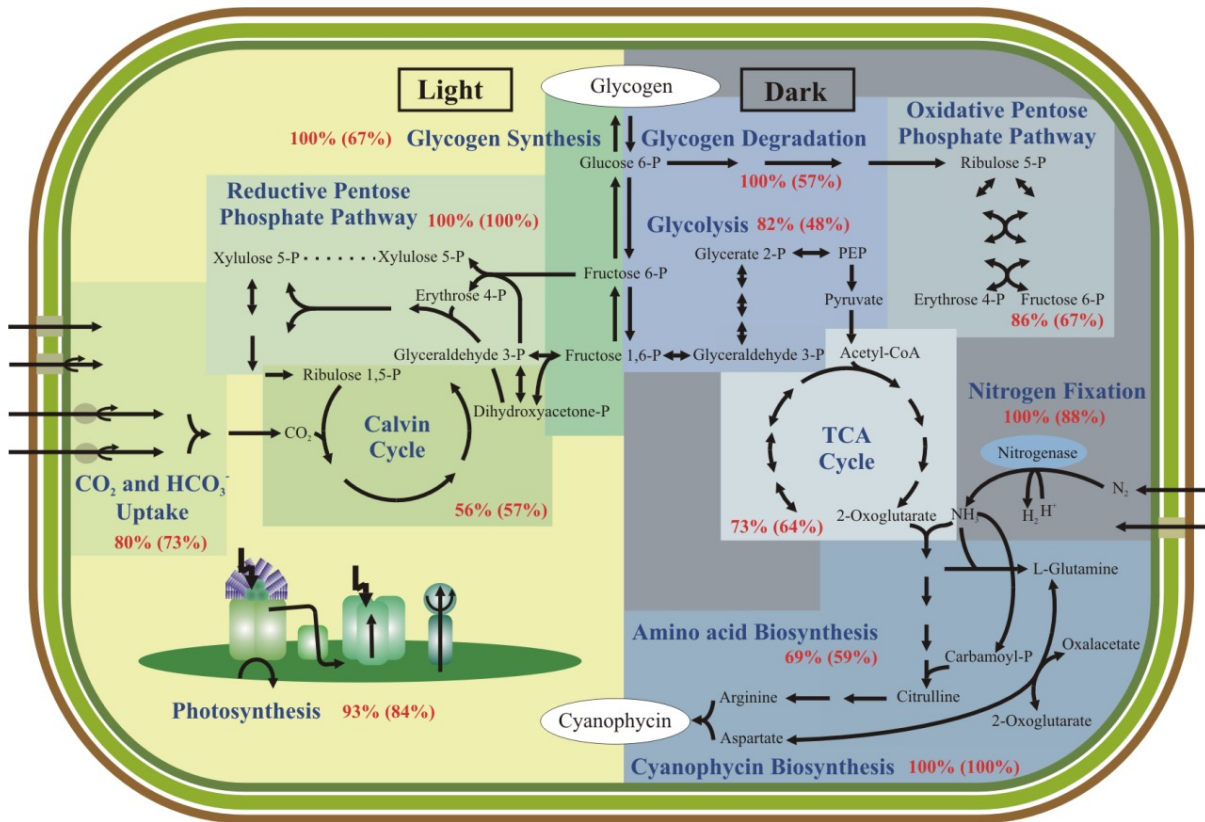 Light
Glycogen
Dark
100% (67%) Glycogen Synthesis
Glycogen Degradation
100% (57%)
Oxidative Pentose
Phosphate Pathway
Glucose 6-P
Ribulose 5-P
Erythrose 4-P
Fructose 6-P
86% (67%)
Reductive Pentose
Phosphate Pathway
100% (100%)
Xylulose 5-P
Xylulose 5-P
Erythrose 4-P
Fructose 6-P
Glyceraldehyde 3-P
Fructose 1,6-P
Dihydroxyacetone-P
Glycolysis
82% (48%)
Glycerate 2-P
PEP
Pyruvate
Glyceraldehyde 3-P
Acetyl-CoA
Ribulose 1,5-P
CO₂
Calvin
Cycle
56% (57%)
CO₂ and HCO₃⁻
Uptake
80% (73%)
TCA
Cycle
73% (64%)
2-Oxoglutarate
Nitrogen Fixation
100% (88%)
Nitrogenase
N₂
NH₃
H₂
H⁺
L-Glutamine
Amino acid Biosynthesis
69% (59%)
Carbamoyl-P
Oxalacetate
Arginine
Citrulline
2-Oxoglutarate
Cyanophycin
Aspartate
Cyanophycin Biosynthesis
100% (100%)
Photosynthesis
93% (84%)